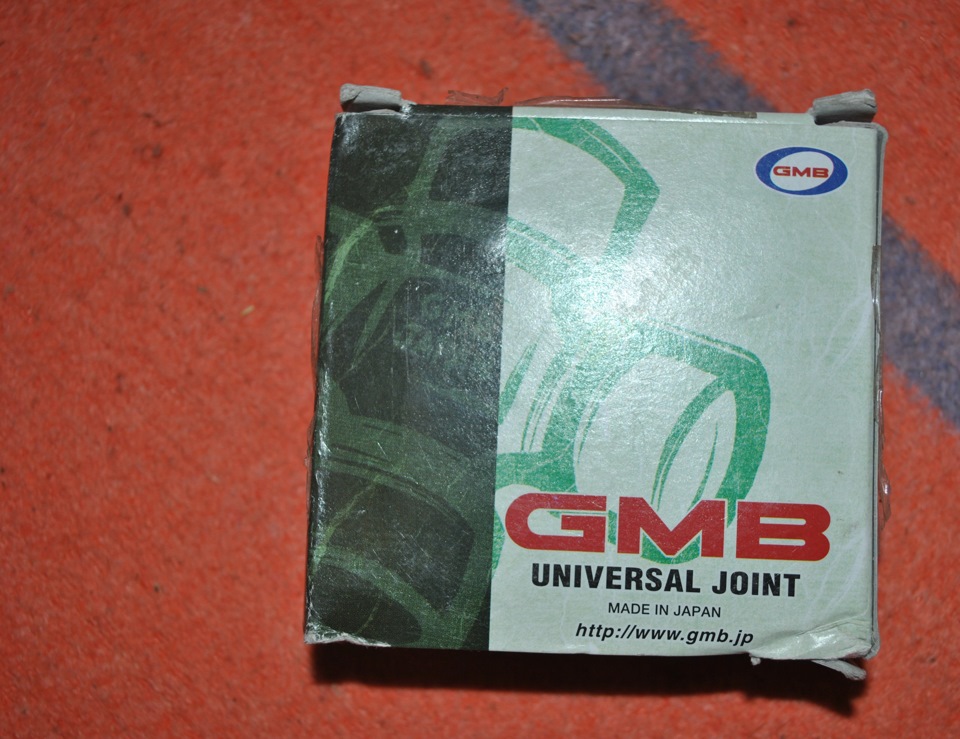 GMB
GMB
UNIVERSAL JOINT
MADE IN JAPAN
http://www.gmb.jp